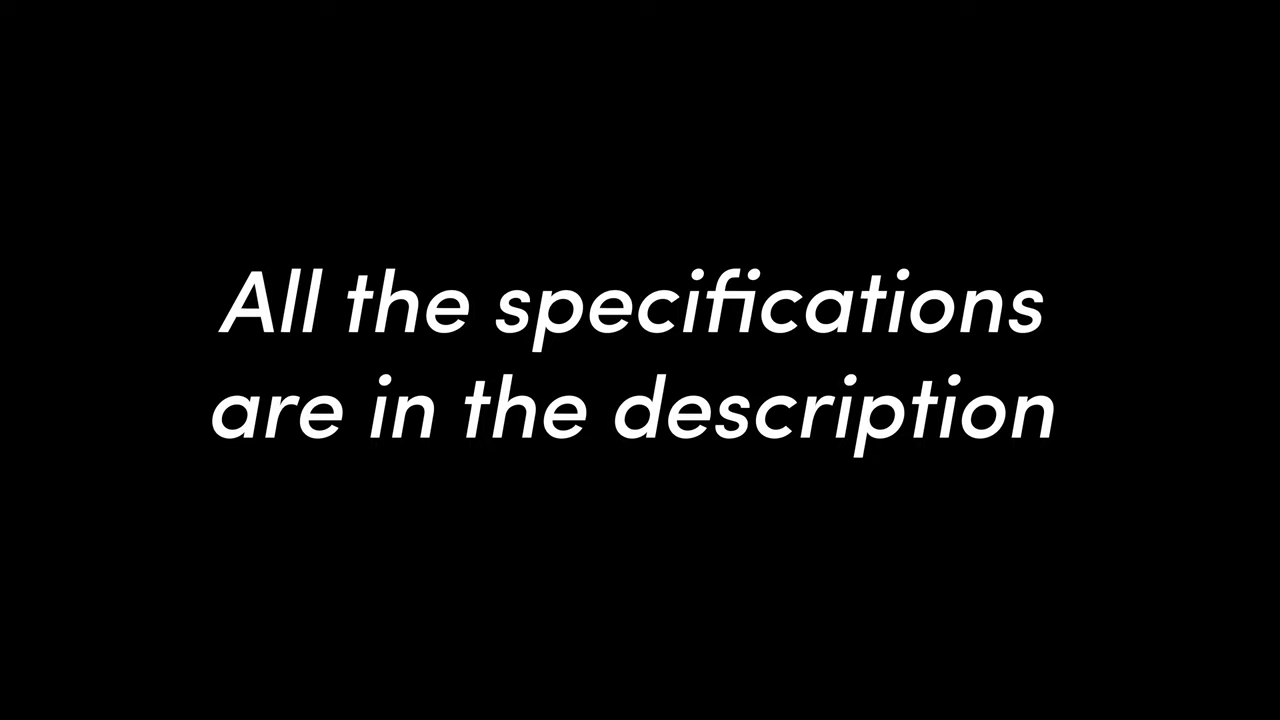 All the specifications
are in the description